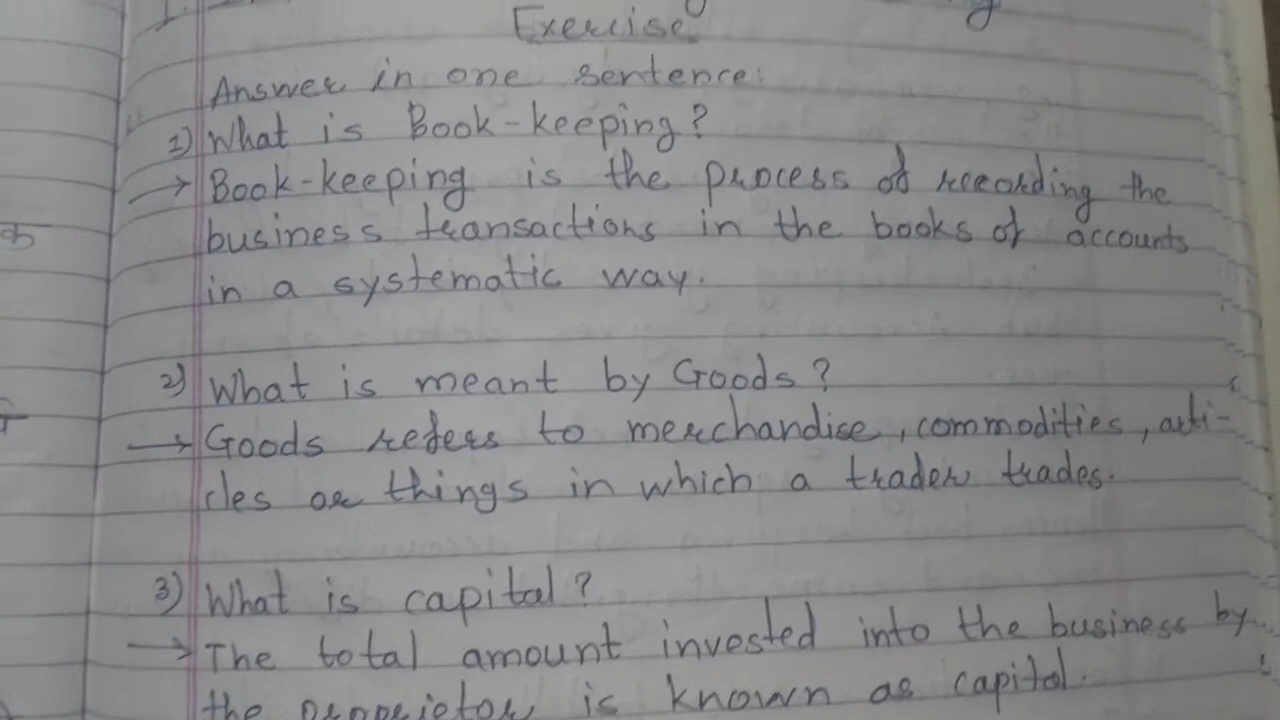 Exercise
Answer in one sentence:
1) What is Book-keeping?
→ Book-keeping is the process of recording the
business transactions in the books of accounts
in a systematic way.
2) What is meant by Goods?
→ Goods refers to merchandise, commodities, arti-
cles or things in which a trader trades.
3) What is capital?
→ The total amount invested into the business by
the proprietor is known as capital.